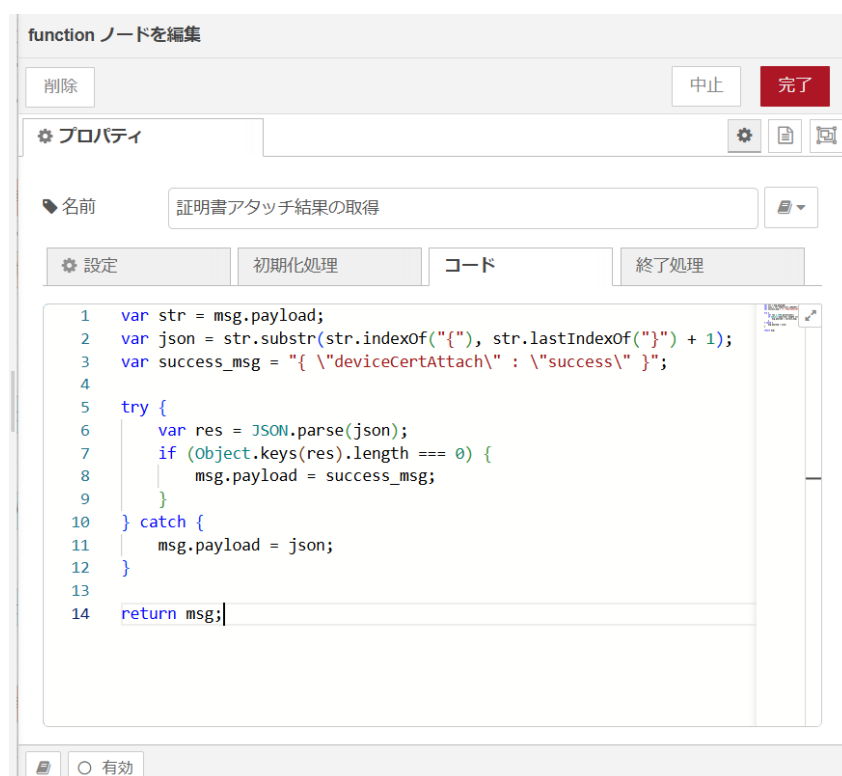 function ノードを編集
削除
中止
完了
プロパティ
名前
証明書アタッチ結果の取得
設定
初期化処理
コード
終了処理
1 var str = msg.payload;
2 var json = str.substr(str.indexOf("{"), str.lastIndexOf("}") + 1);
3 var success_msg = "{ \"deviceCertAttach\" : \"success\" }";
4
5 try {
6     var res = JSON.parse(json);
7     if (Object.keys(res).length === 0) {
8         msg.payload = success_msg;
9     }
10 } catch {
11     msg.payload = json;
12 }
13
14 return msg;
有効